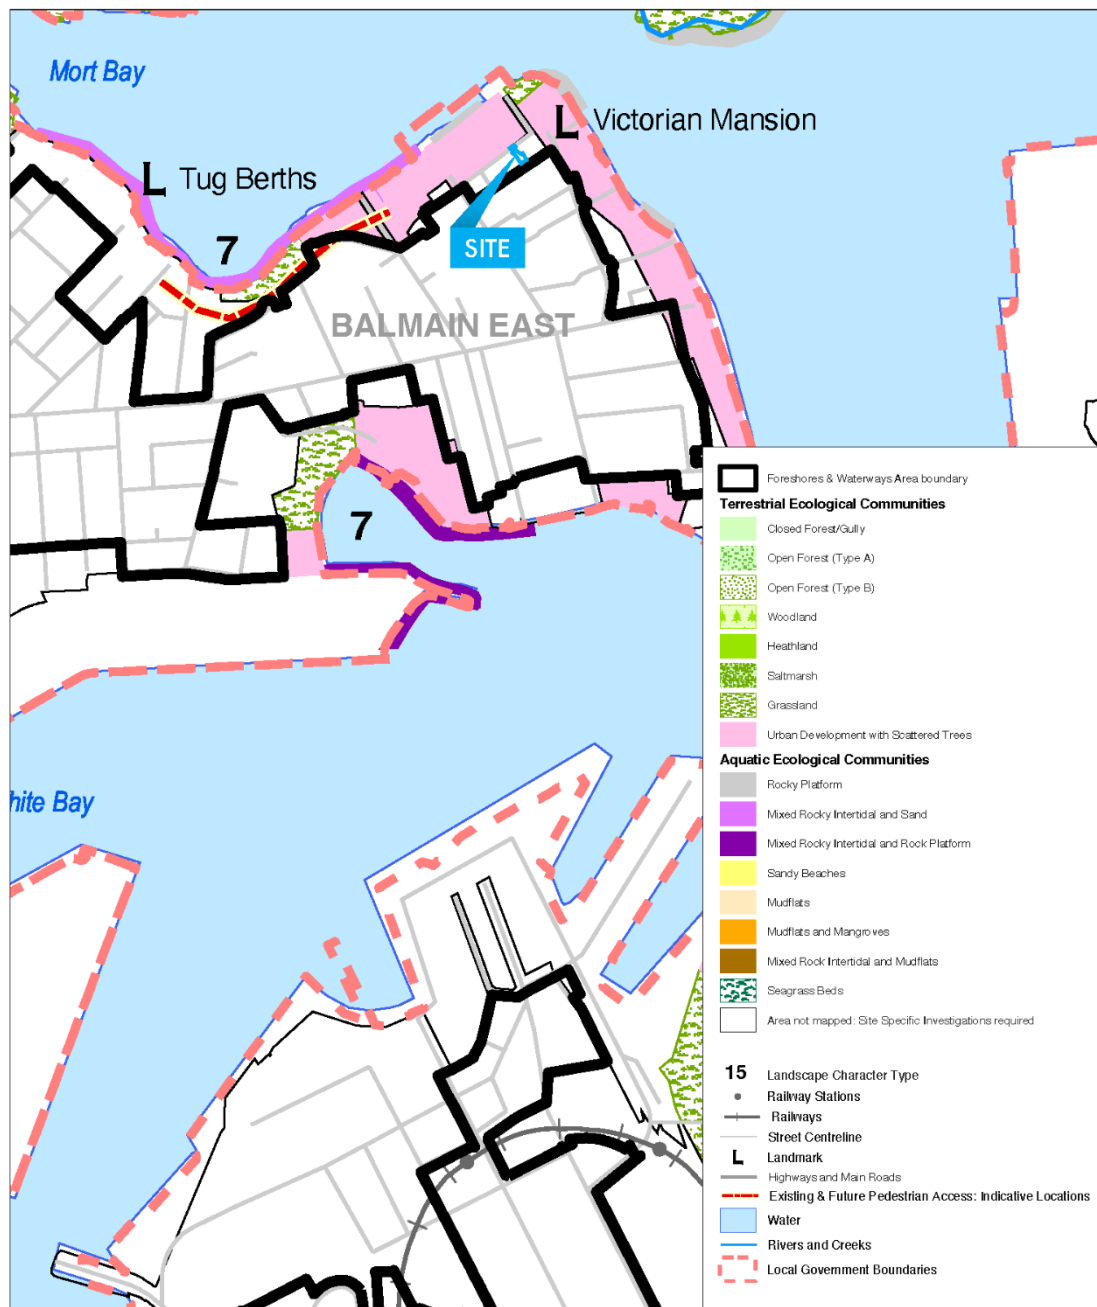 Mort Bay
L Victorian Mansion
L Tug Berths
SITE
7
BALMAIN EAST
7
hite Bay
Foreshores & Waterways Area boundary
Terrestrial Ecological Communities
Closed Forest/Gully
Open Forest (Type A)
Open Forest (Type B)
Woodland
Heathland
Saltmarsh
Grassland
Urban Development with Scattered Trees
Aquatic Ecological Communities
Rocky Platform
Mixed Rocky Intertidal and Sand
Mixed Rocky Intertidal and Rock Platform
Sandy Beaches
Mudflats
Mudflats and Mangroves
Mixed Rock Intertidal and Mudflats
Seagrass Beds
Area not mapped: Site Specific Investigations required
15 Landscape Character Type
Railway Stations
Railways
Street Centreline
L Landmark
Highways and Main Roads
Existing & Future Pedestrian Access: Indicative Locations
Water
Rivers and Creeks
Local Government Boundaries